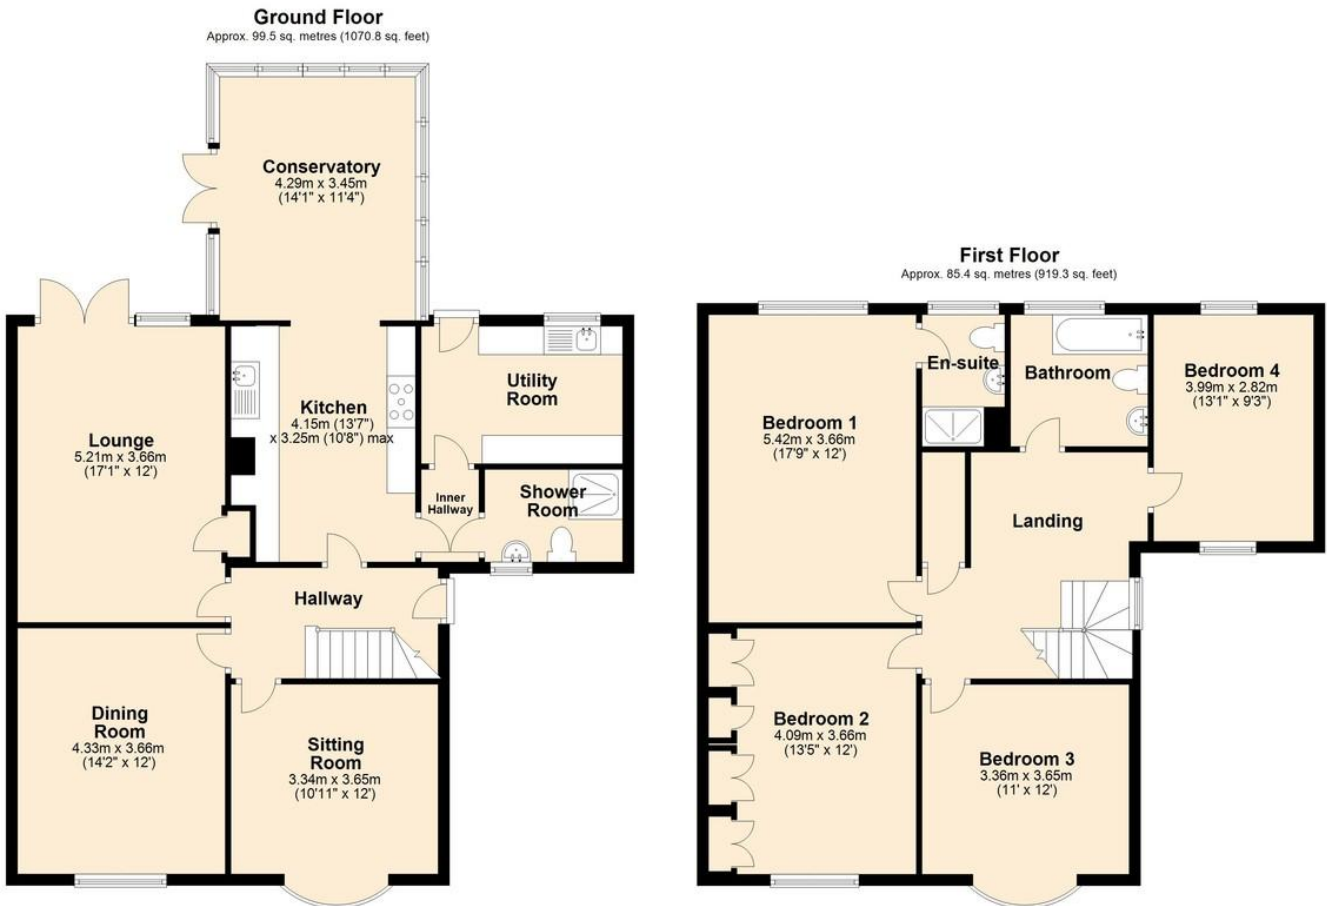 Ground Floor
Approx. 99.5 sq. metres (1070.8 sq. feet)
Conservatory
4.29m x 3.45m
(14'1" x 11'4")
Utility
Room
Kitchen
4.15m (13'7")
x 3.25m (10'8") max
Lounge
5.21m x 3.66m
(17'1" x 12')
Inner
Hallway
Shower
Room
Hallway
Dining
Room
4.33m x 3.66m
(14'2" x 12')
Sitting
Room
3.34m x 3.65m
(10'11" x 12')
First Floor
Approx. 85.4 sq. metres (919.3 sq. feet)
En-suite
Bathroom
Bedroom 4
3.99m x 2.82m
(13'1" x 9'3")
Bedroom 1
5.42m x 3.66m
(17'9" x 12')
Landing
Bedroom 2
4.09m x 3.66m
(13'5" x 12')
Bedroom 3
3.36m x 3.65m
(11' x 12')